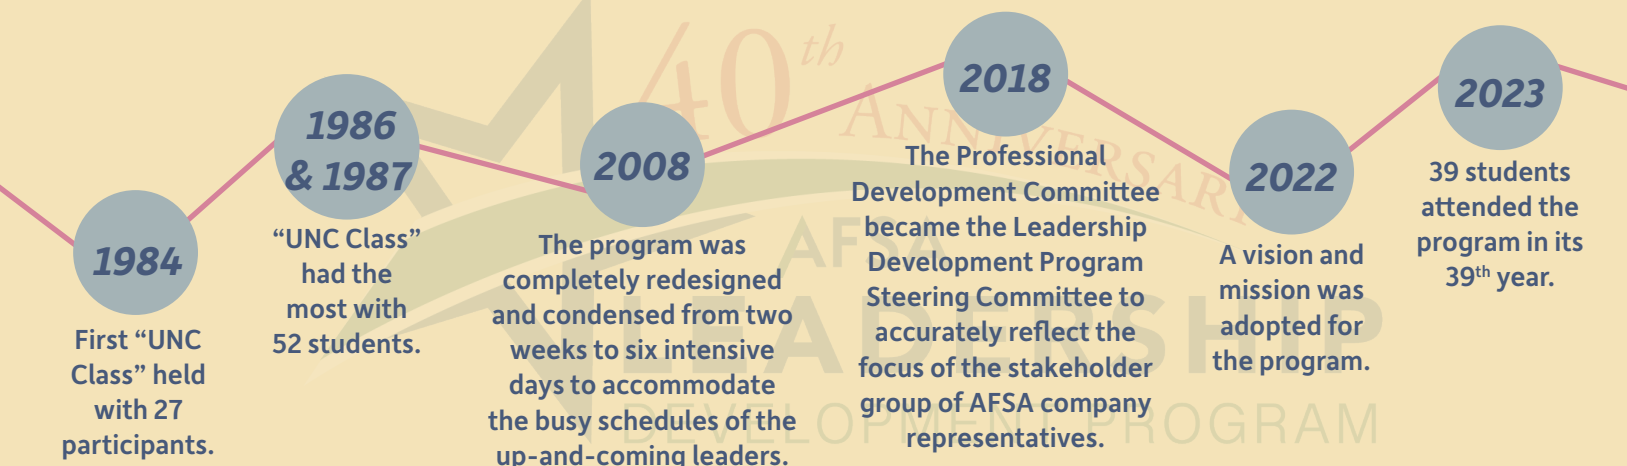 40th
ANNIVERSARY
AFSA
LEADERSHIP
DEVELOPMENT PROGRAM
1984
First “UNC
Class” held
with 27
participants.
1986
& 1987
“UNC Class”
had the
most with
52 students.
2008
The program was
completely redesigned
and condensed from two
weeks to six intensive
days to accommodate
the busy schedules of the
up-and-coming leaders.
2018
The Professional
Development Committee
became the Leadership
Development Program
Steering Committee to
accurately reflect the
focus of the stakeholder
group of AFSA company
representatives.
2022
A vision and
mission was
adopted for
the program.
2023
39 students
attended the
program in its
39th year.